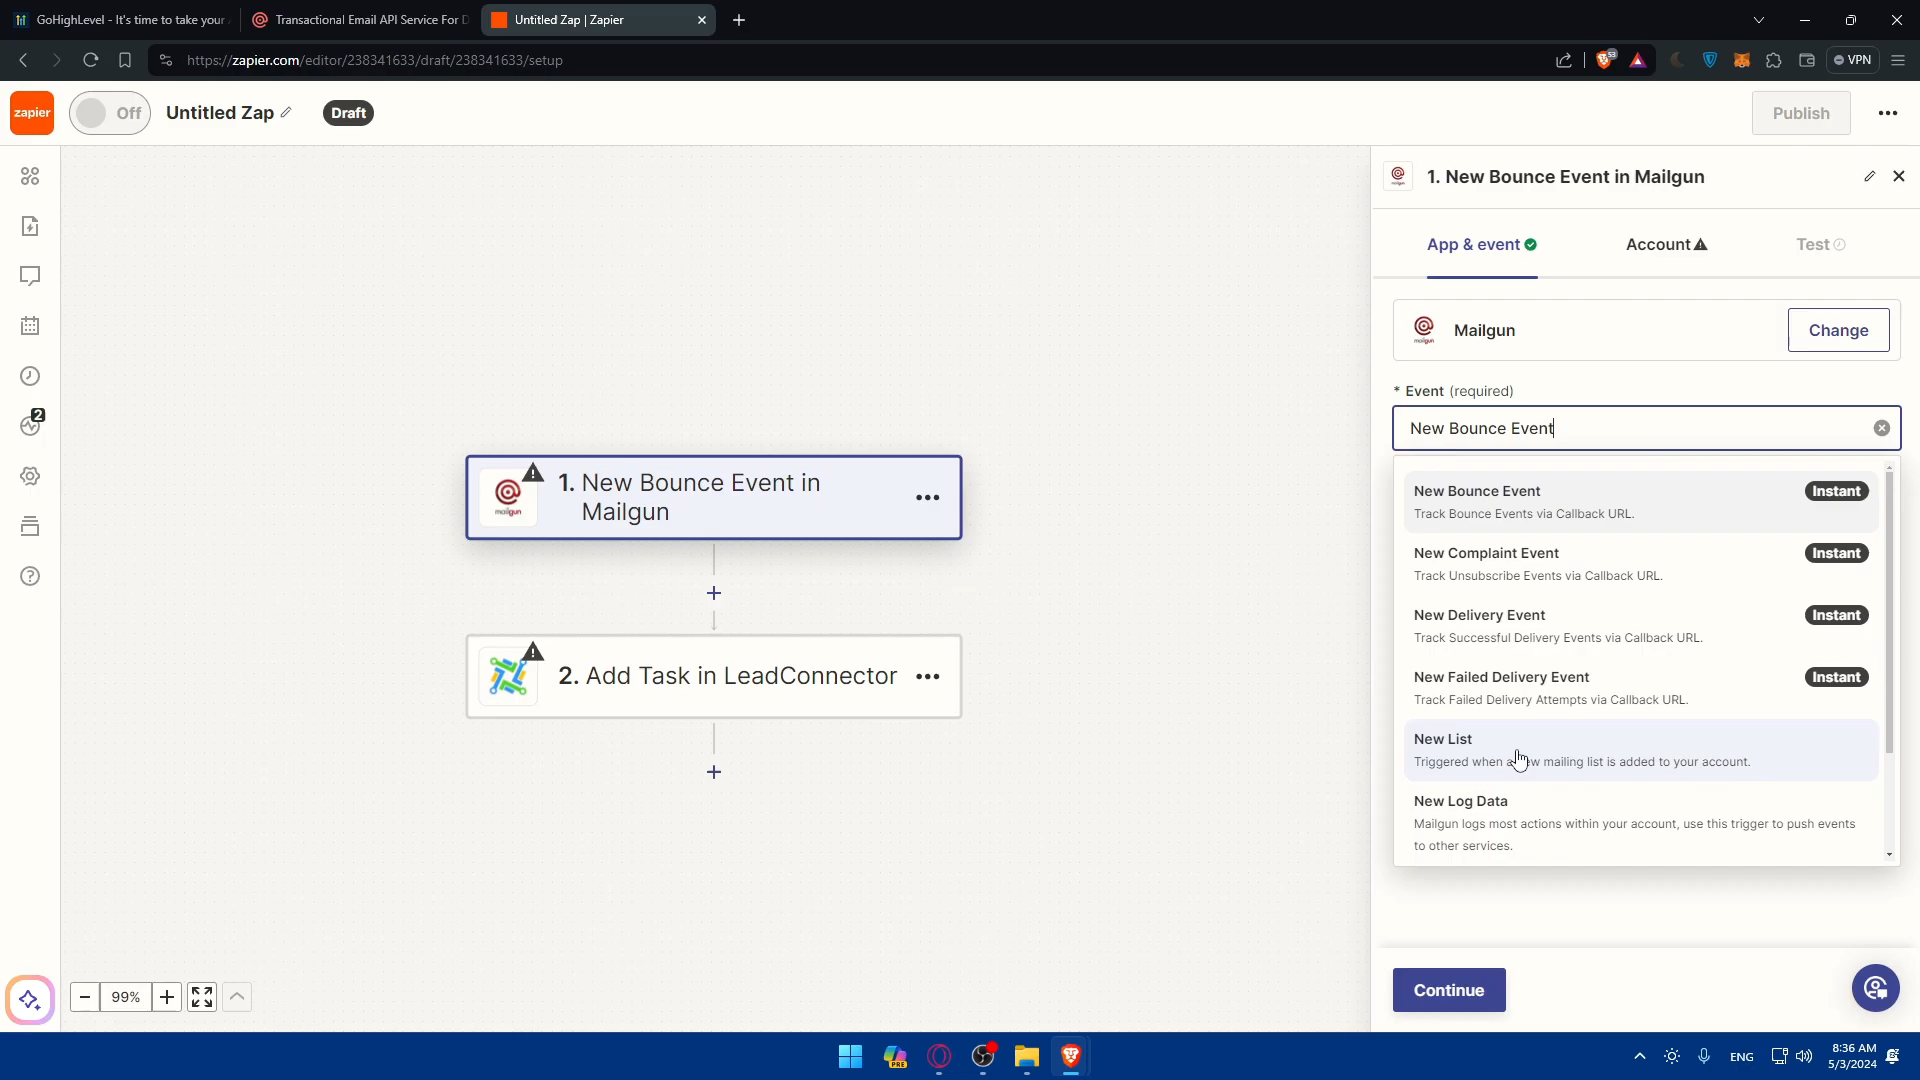 GoHighLevel - It's time to take your
Transactional Email API Service For D
Untitled Zap | Zapier
https://zapier.com/editor/238341633/draft/238341633/setup
53
VPN
zapier
Off
Untitled Zap
Draft
Publish
1. New Bounce Event in Mailgun
App & event
Account
Test
Mailgun
Change
* Event (required)
New Bounce Event
New Bounce Event
Instant
Track Bounce Events via Callback URL.
New Complaint Event
Instant
Track Unsubscribe Events via Callback URL.
New Delivery Event
Instant
Track Successful Delivery Events via Callback URL.
New Failed Delivery Event
Instant
Track Failed Delivery Attempts via Callback URL.
New List
Triggered when a new mailing list is added to your account.
New Log Data
Mailgun logs most actions within your account, use this trigger to push events
to other services.
Continue
mailgun
1. New Bounce Event in
Mailgun
2. Add Task in LeadConnector
2
99%
PRE
ENG
8:36 AM
5/3/2024